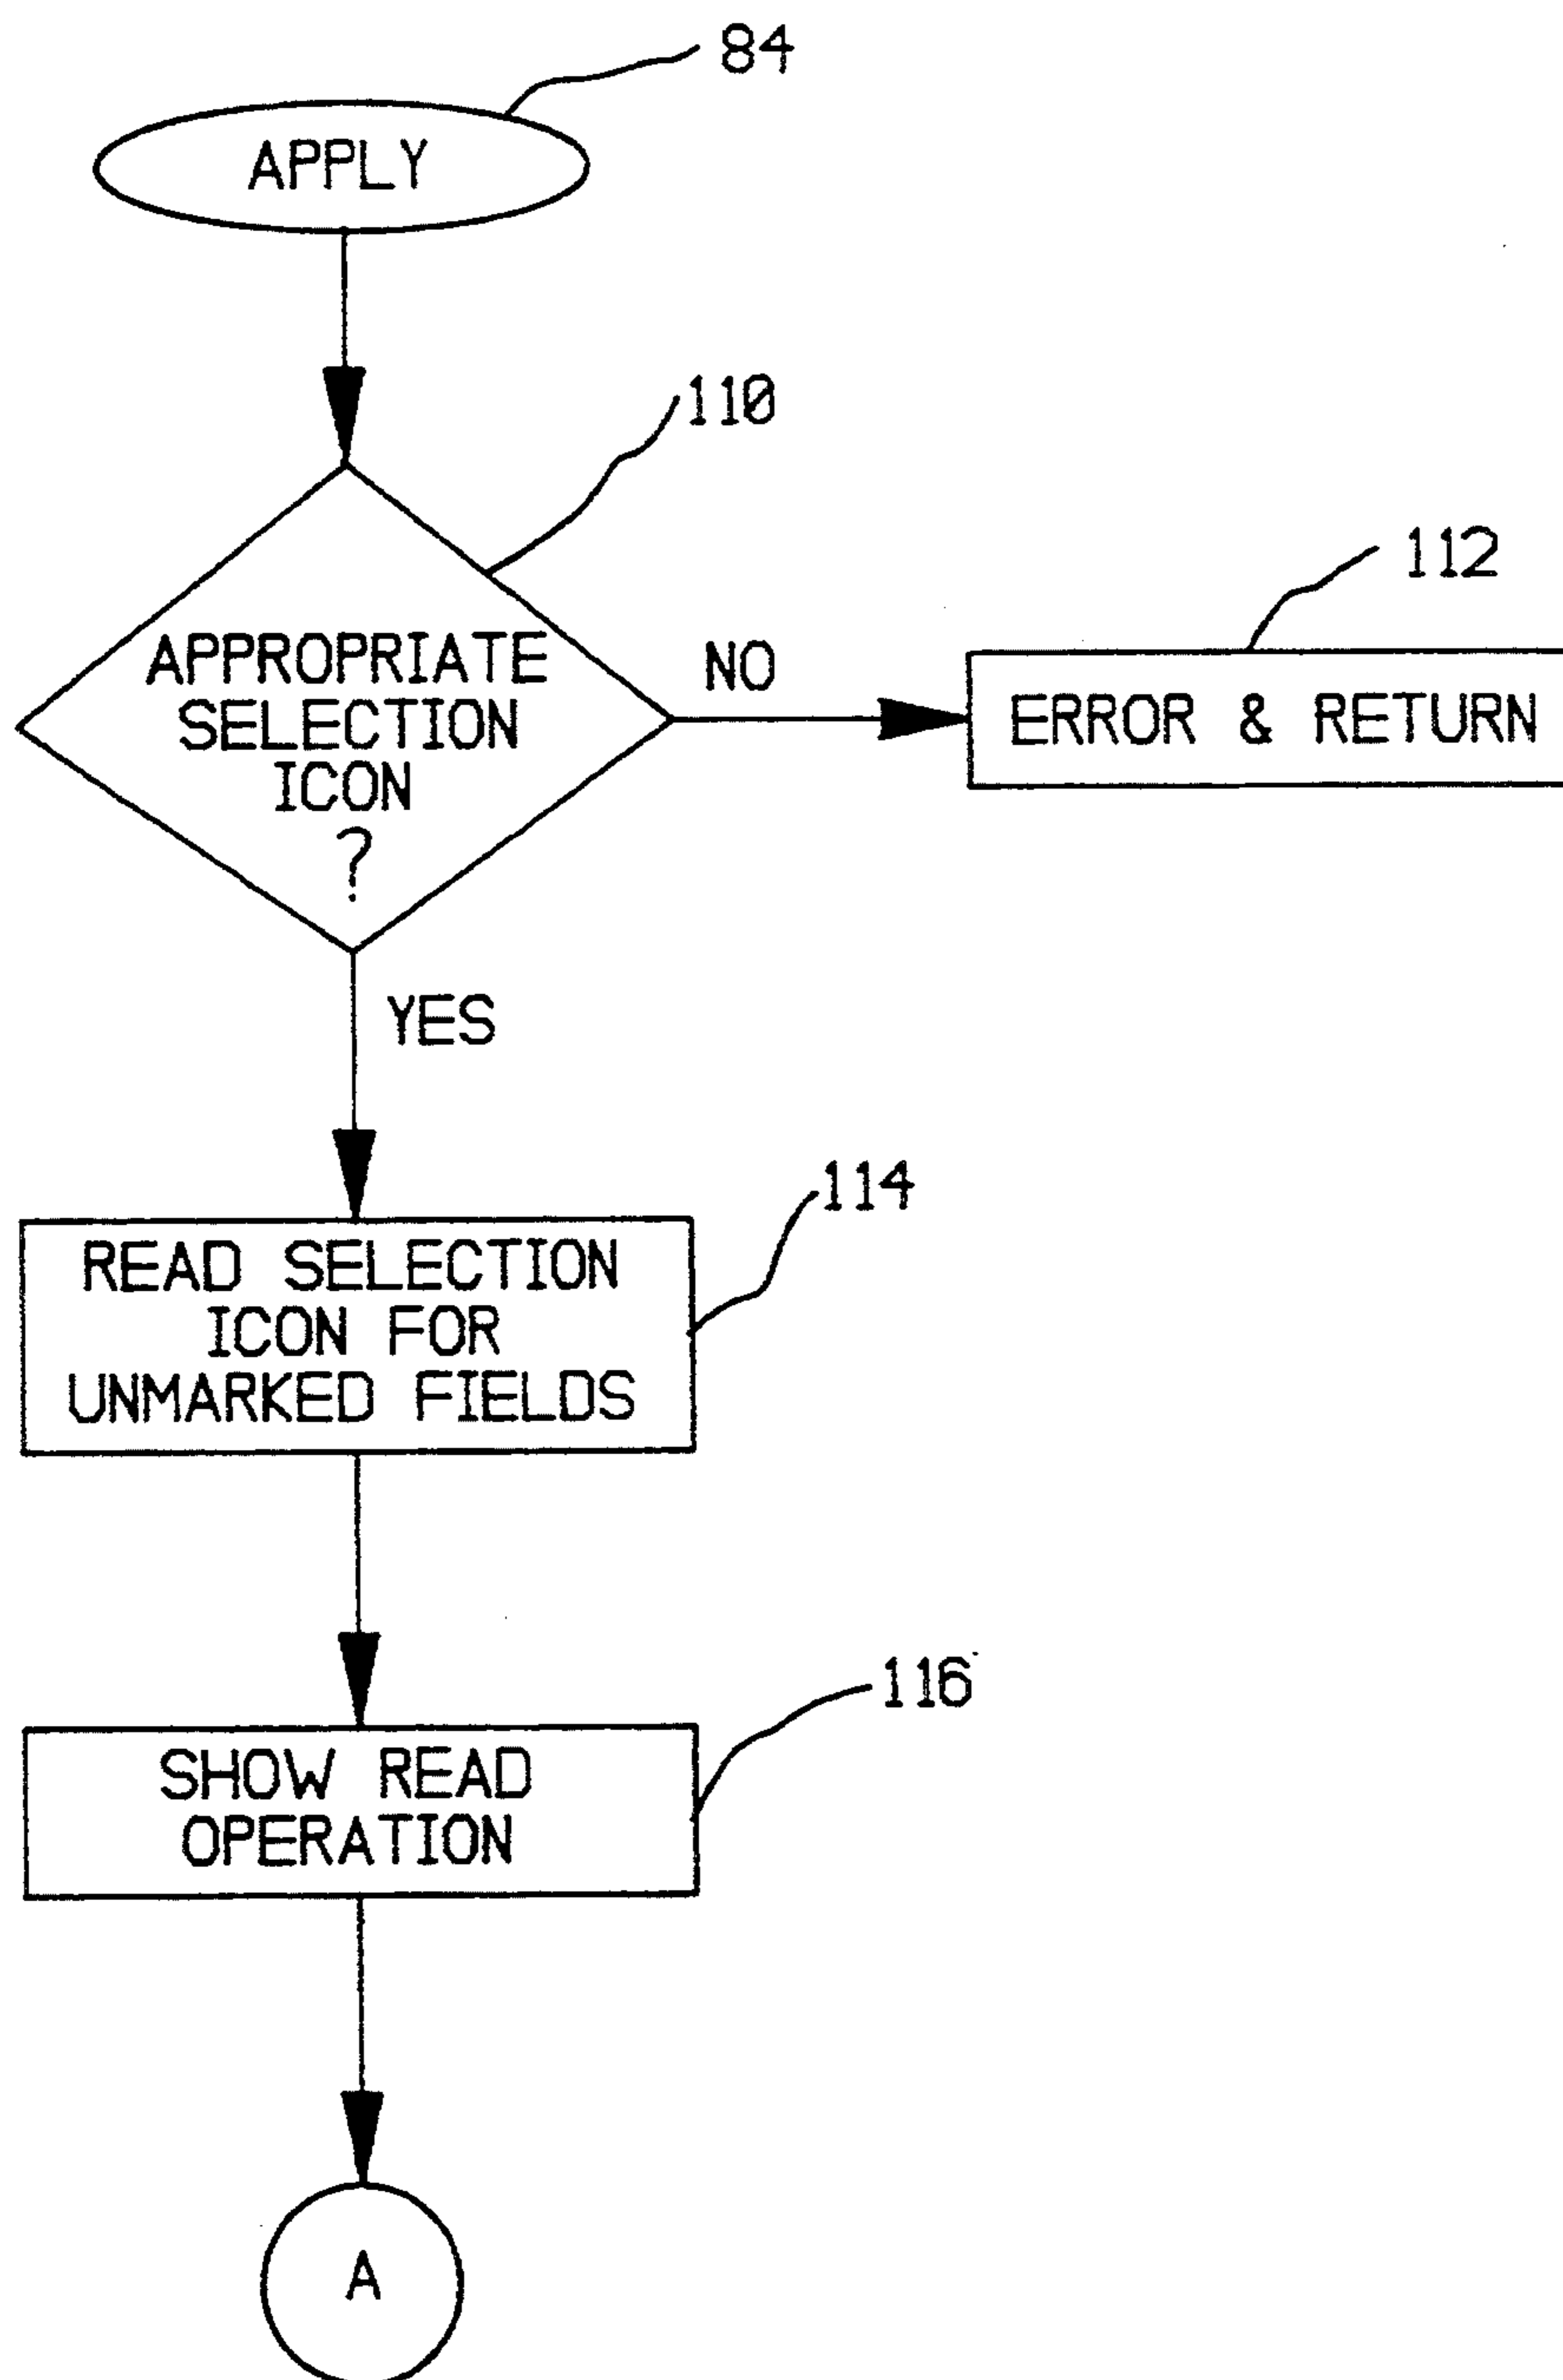 84
APPLY
110
APPROPRIATE
SELECTION
ICON
?
NO
112
ERROR & RETURN
YES
114
READ SELECTION
ICON FOR
UNMARKED FIELDS
116
SHOW READ
OPERATION
A